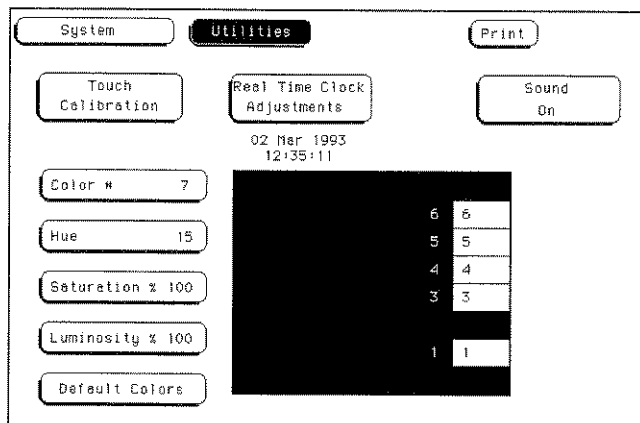 System Utilities Print
Touch Calibration
Real Time Clock Adjustments
Sound On
02 Mar 1993
12:35:11
Color # 7
Hue 15
Saturation % 100
Luminosity % 100
Default Colors
6 6
5 5
4 4
3 3
1 1